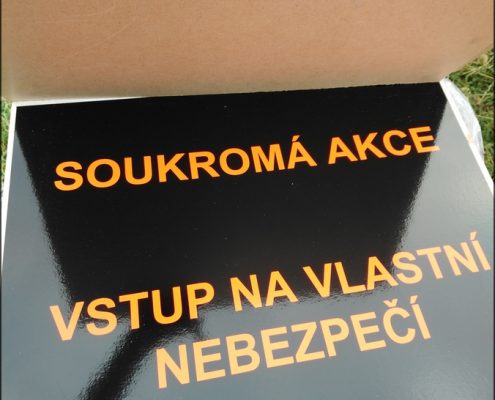 SOUKROMÁ AKCE
VSTUP NA VLASTNÍ
NEBEZPEČÍ